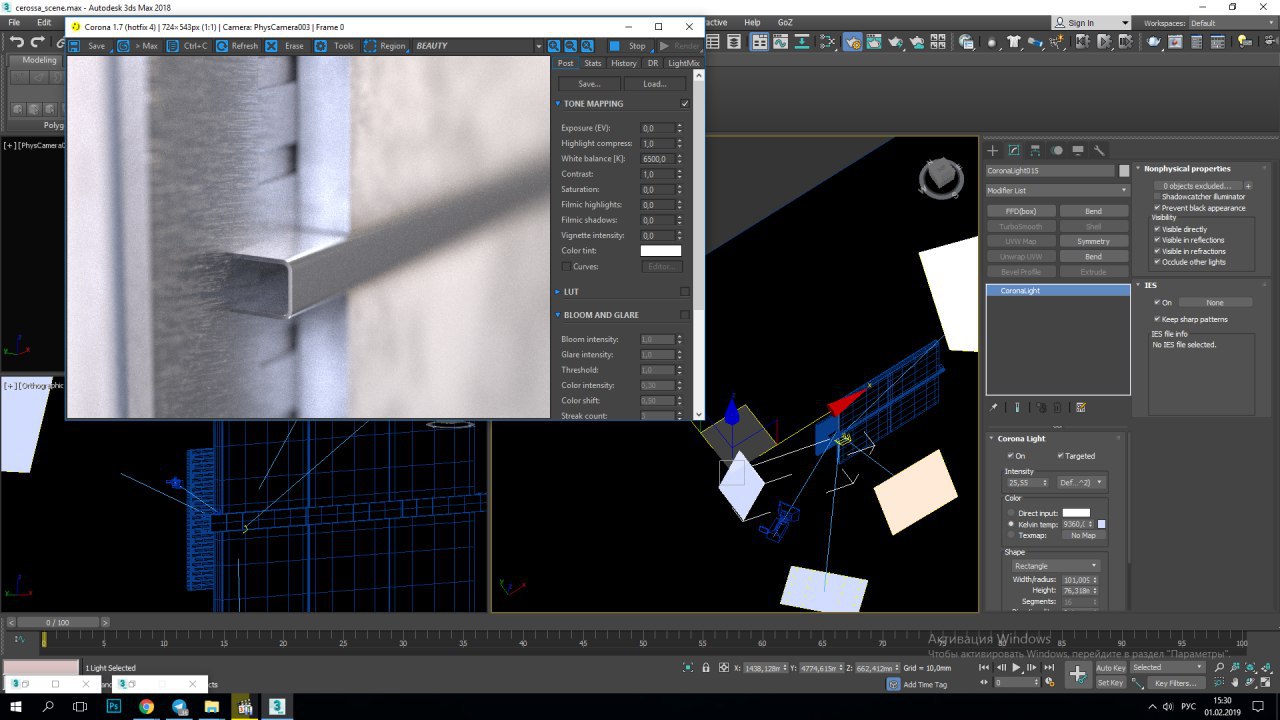 cerossa_scene.max - Autodesk 3ds Max 2018
File
Help
GoZ
Sign In
Workspaces: Default
Corona 1.7 (hotfix 4) | 724×543px (1:1) | Camera: PhysCamera003 | Frame 0
Save
> Max
Ctrl+C
Refresh
Erase
Tools
Region
BEAUTY
Stop
Render
Modeling
Polyg
Post
Stats
History
DR
LightMix
Save...
Load...
TONE MAPPING
Exposure (EV): 0,0
Highlight compress: 1,0
White balance [K]: 6500,0
Contrast: 1,0
Saturation: 0,0
Filmic highlights: 0,0
Filmic shadows: 0,0
Vignette intensity: 0,0
Color tint:
Curves: Editor...
LUT
BLOOM AND GLARE
Bloom intensity: 1,0
Glare intensity: 1,0
Threshold: 1,0
Color intensity: 0,30
Color shift: 0,50
Streak count: 5
[+][PhysCamera0
[+][Orthographic
CoronaLight015
Modifier List
FFD(box)
Bend
TurboSmooth
Shell
UVW Map
Symmetry
Unwrap UVW
Bend
Bevel Profile
Extrude
CoronaLight
Corona Light
On
Targeted
Intensity
25,55
Color
Direct input:
Kelvin temp: 9360,(
Texmap: No Map
Shape
Rectangle
Width/radius: 101,009
Height: 76,318m
Segments: 16
Nonphysical properties
0 objects excluded...
+
Shadowcatcher illuminator
Prevent black appearance
Visibility
Visible directly
Visible in reflections
Visible in refractions
Occlude other lights
IES
On
None
Keep sharp patterns
IES file info
No IES file selected.
0 / 100
0 5 10 15 20 25 30 35 40 45 50 55 60 65 70 75 80 85 90 95 100
Активация Windows
Чтобы активировать Windows, перейдите в раздел "Параметры".
1 Light Selected
X: 1438,128m
Y: 4774,615m
Z: 662,412mm
Grid = 10,0mm
Add Time Tag
0
Auto Key
Selected
Set Key
Key Filters...
РУС
15:30
01.02.2019